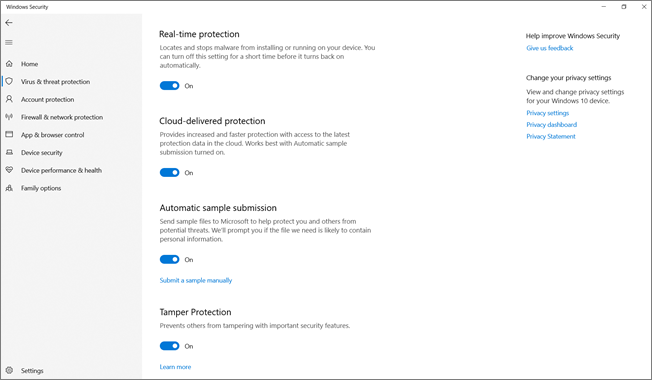 Windows Security
Home
Virus & threat protection
Account protection
Firewall & network protection
App & browser control
Device security
Device performance & health
Family options
Settings
Real-time protection
Locates and stops malware from installing or running on your device. You
can turn off this setting for a short time before it turns back on
automatically.
On
Cloud-delivered protection
Provides increased and faster protection with access to the latest
protection data in the cloud. Works best with Automatic sample
submission turned on.
On
Automatic sample submission
Send sample files to Microsoft to help protect you and others from
potential threats. We'll prompt you if the file we need is likely to contain
personal information.
On
Submit a sample manually
Tamper Protection
Prevents others from tampering with important security features.
On
Learn more
Help improve Windows Security
Give us feedback
Change your privacy settings
View and change privacy settings
for your Windows 10 device.
Privacy settings
Privacy dashboard
Privacy Statement